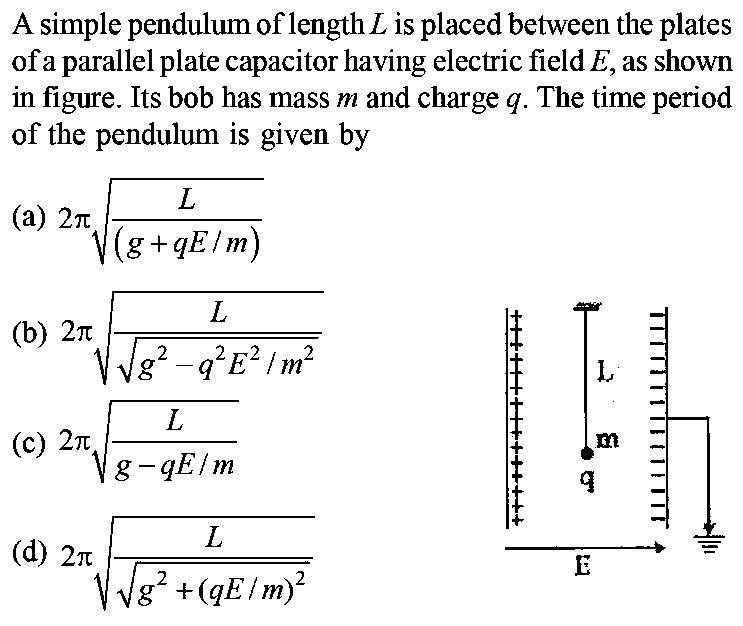 A simple pendulum of length L is placed between the plates
of a parallel plate capacitor having electric field E, as shown
in figure. Its bob has mass m and charge q. The time period
of the pendulum is given by
(a) 2π√(L/(g + qE/m))
(b) 2π√(L/√(g² − q²E²/m²))
(c) 2π√(L/(g − qE/m))
(d) 2π√(L/√(g² + (qE/m)²))
L
m
q
E